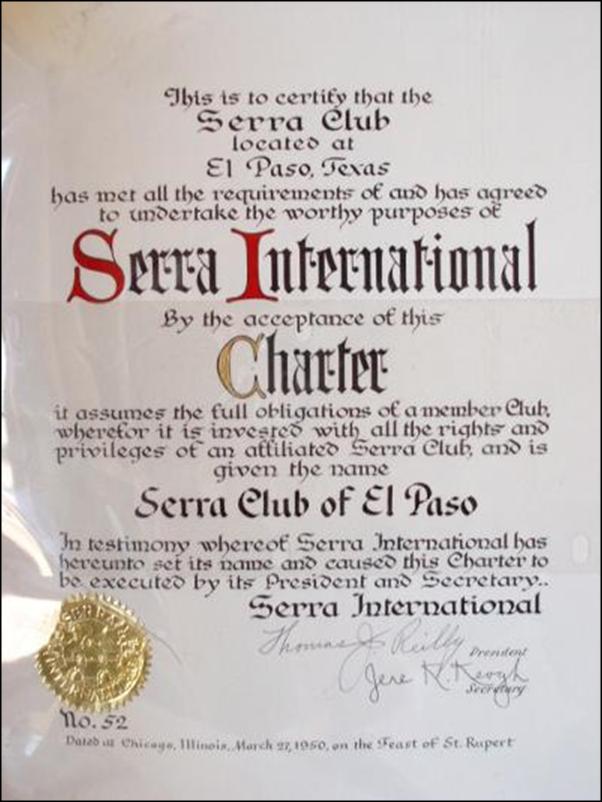 This is to certify that the
Serra Club
located at
El Paso, Texas
has met all the requirements of and has agreed
to undertake the worthy purposes of
Serra International
By the acceptance of this
Charter
it assumes the full obligations of a member Club,
wherefor it is invested with all the rights and
privileges of an affiliated Serra Club, and is
given the name
Serra Club of El Paso
In testimony whereof Serra International has
hereunto set its name and caused this Charter to
be executed by its President and Secretary..
Serra International
Thomas J Reilly President
Jere K. Keogh
Secretary
No. 52
Dated at Chicago, Illinois, March 27, 1950, on the Feast of St. Rupert